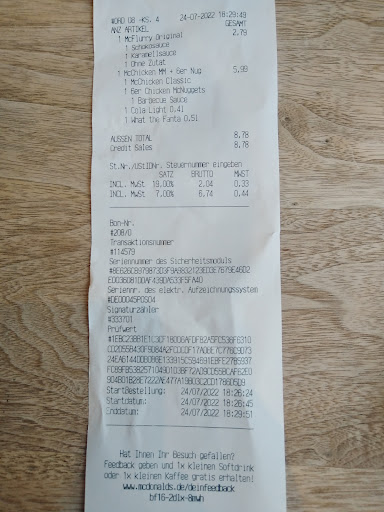 #ORD 08 -KS. 4 24-07-2022 18:29:49
ANZ ARTIKEL GESAMT
1 McFlurry Original 2,79
1 Schokosauce
1 Karamellsauce
1 Ohne Zutat
1 McChicken MM + 6er Nug 5,99
1 McChicken Classic
1 6er Chicken McNuggets
1 Barbecue Sauce
1 Cola Light 0.4l
1 What the Fanta 0.5l
AUSSEN TOTAL 8,78
Credit Sales 8,78
St.Nr./UStIDNr. Steuernummer eingeben
SATZ BRUTTO MWST
INCL. MwSt 19.00% 2.04 0.33
INCL. MwSt 7.00% 6.74 0.44
Bon-Nr.
#208/0
Transaktionsnummer
#114579
Seriennummer des Sicherheitsmoduls
Seriennr. des elektr. Aufzeichnungssystem
#DE0045POS04
Signaturzähler
#333701
Prüfwert
StartBestellung: 24/07/2022 18:26:24
Startdatum: 24/07/2022 18:26:45
Enddatum: 24/07/2022 18:29:51
Hat Ihnen Ihr Besuch gefallen?
Feedback geben und 1x kleinen Softdrink
oder 1x kleinen Kaffee gratis erhalten!
www.mcdonalds.de/deinfeedback
bf16-2dlx-8mwh